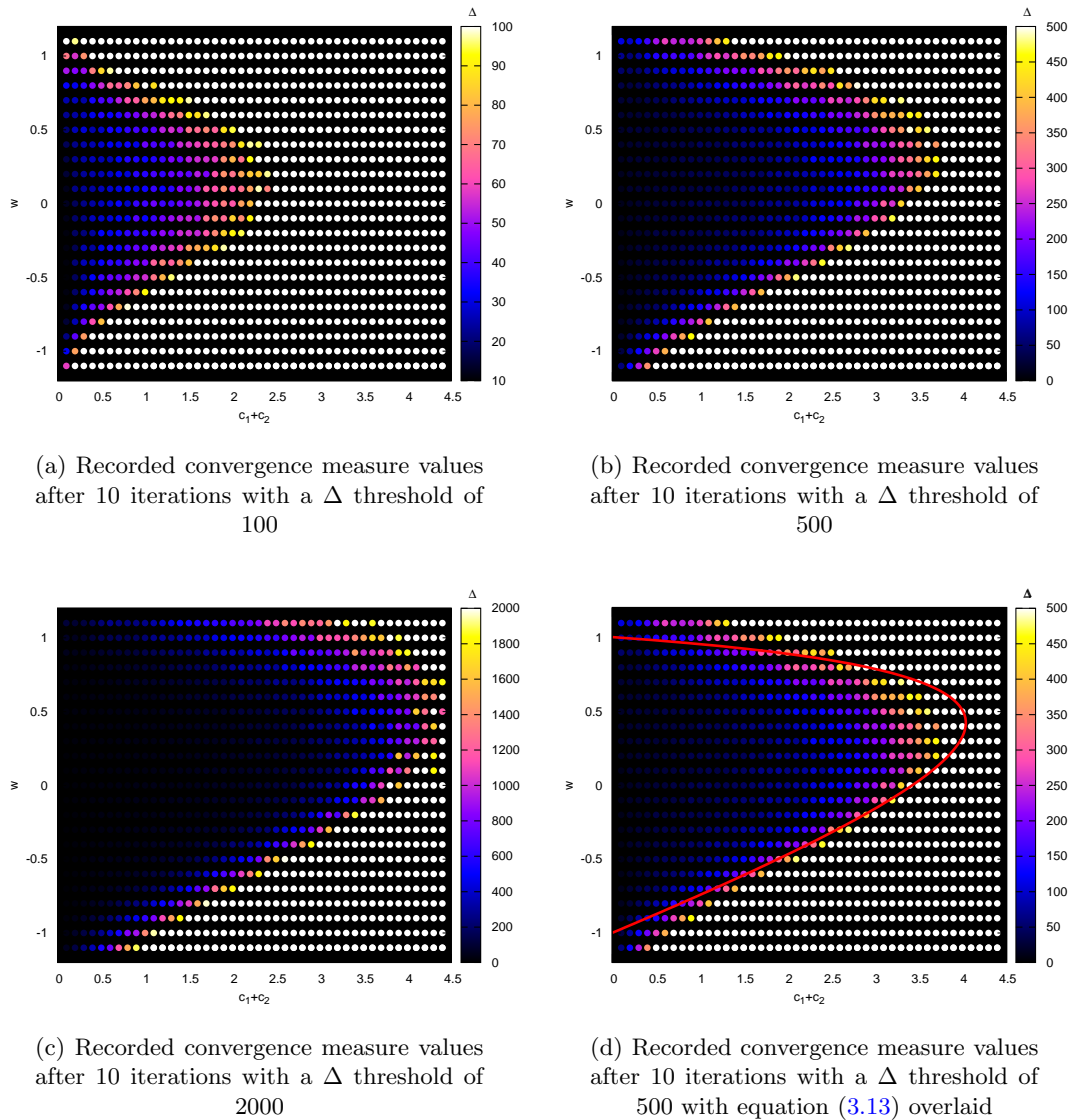 Δ
100
90
80
70
60
50
40
30
20
10
1
0.5
0
-0.5
-1
w
0 0.5 1 1.5 2 2.5 3 3.5 4 4.5
c₁+c₂
(a) Recorded convergence measure values
after 10 iterations with a Δ threshold of
100
Δ
500
450
400
350
300
250
200
150
100
50
0
1
0.5
0
-0.5
-1
w
0 0.5 1 1.5 2 2.5 3 3.5 4 4.5
c₁+c₂
(b) Recorded convergence measure values
after 10 iterations with a Δ threshold of
500
Δ
2000
1800
1600
1400
1200
1000
800
600
400
200
0
1
0.5
0
-0.5
-1
w
0 0.5 1 1.5 2 2.5 3 3.5 4 4.5
c₁+c₂
(c) Recorded convergence measure values
after 10 iterations with a Δ threshold of
2000
Δ
500
450
400
350
300
250
200
150
100
50
0
1
0.5
0
-0.5
-1
w
0 0.5 1 1.5 2 2.5 3 3.5 4 4.5
c₁+c₂
(d) Recorded convergence measure values
after 10 iterations with a Δ threshold of
500 with equation (3.13) overlaid